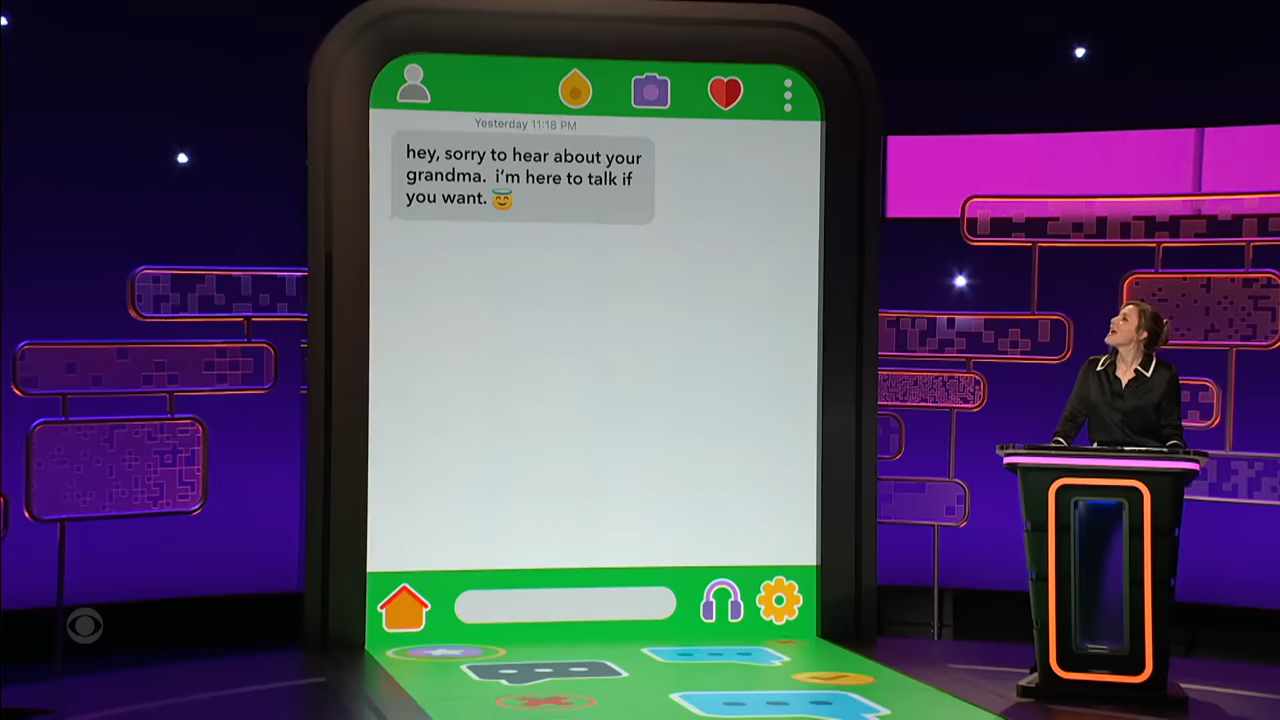 Yesterday 11:18 PM
hey, sorry to hear about your
grandma. i'm here to talk if
you want. 😇